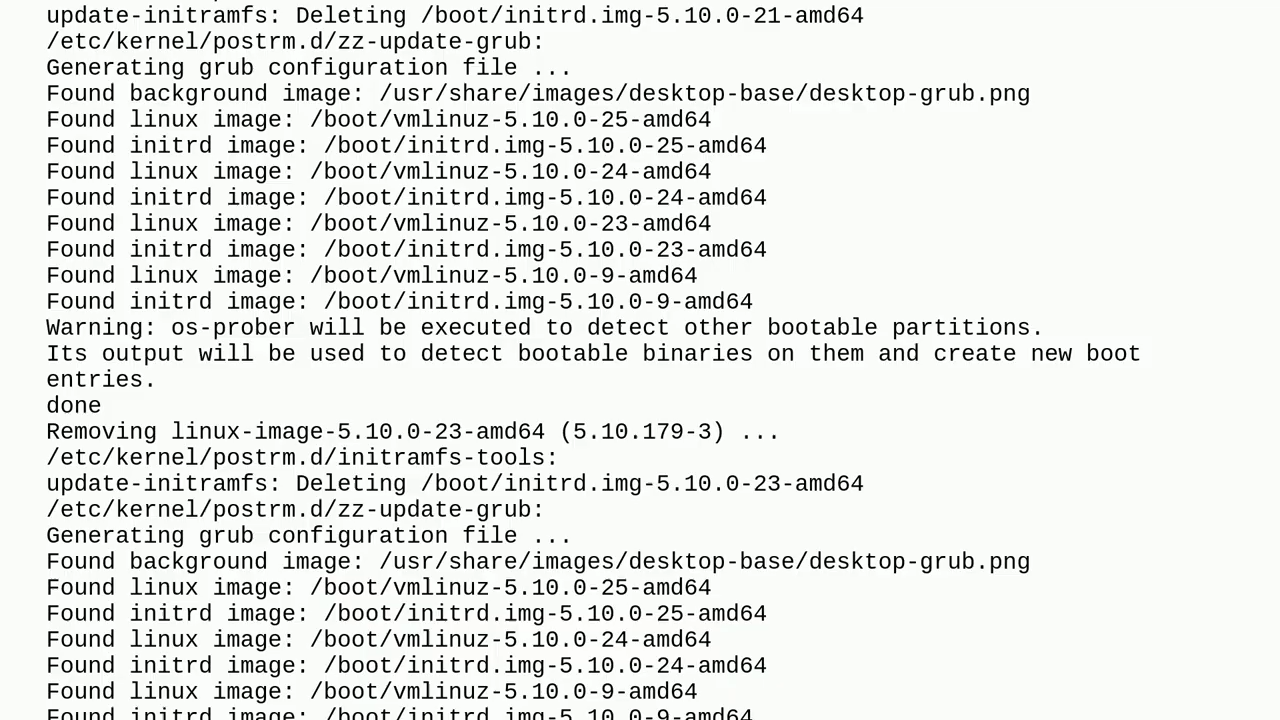 update-initramfs: Deleting /boot/initrd.img-5.10.0-21-amd64
/etc/kernel/postrm.d/zz-update-grub:
Generating grub configuration file ...
Found background image: /usr/share/images/desktop-base/desktop-grub.png
Found linux image: /boot/vmlinuz-5.10.0-25-amd64
Found initrd image: /boot/initrd.img-5.10.0-25-amd64
Found linux image: /boot/vmlinuz-5.10.0-24-amd64
Found initrd image: /boot/initrd.img-5.10.0-24-amd64
Found linux image: /boot/vmlinuz-5.10.0-23-amd64
Found initrd image: /boot/initrd.img-5.10.0-23-amd64
Found linux image: /boot/vmlinuz-5.10.0-9-amd64
Found initrd image: /boot/initrd.img-5.10.0-9-amd64
Warning: os-prober will be executed to detect other bootable partitions.
Its output will be used to detect bootable binaries on them and create new boot
entries.
done
Removing linux-image-5.10.0-23-amd64 (5.10.179-3) ...
/etc/kernel/postrm.d/initramfs-tools:
update-initramfs: Deleting /boot/initrd.img-5.10.0-23-amd64
/etc/kernel/postrm.d/zz-update-grub:
Generating grub configuration file ...
Found background image: /usr/share/images/desktop-base/desktop-grub.png
Found linux image: /boot/vmlinuz-5.10.0-25-amd64
Found initrd image: /boot/initrd.img-5.10.0-25-amd64
Found linux image: /boot/vmlinuz-5.10.0-24-amd64
Found initrd image: /boot/initrd.img-5.10.0-24-amd64
Found linux image: /boot/vmlinuz-5.10.0-9-amd64
Found initrd image: /boot/initrd.img-5.10.0-9-amd64